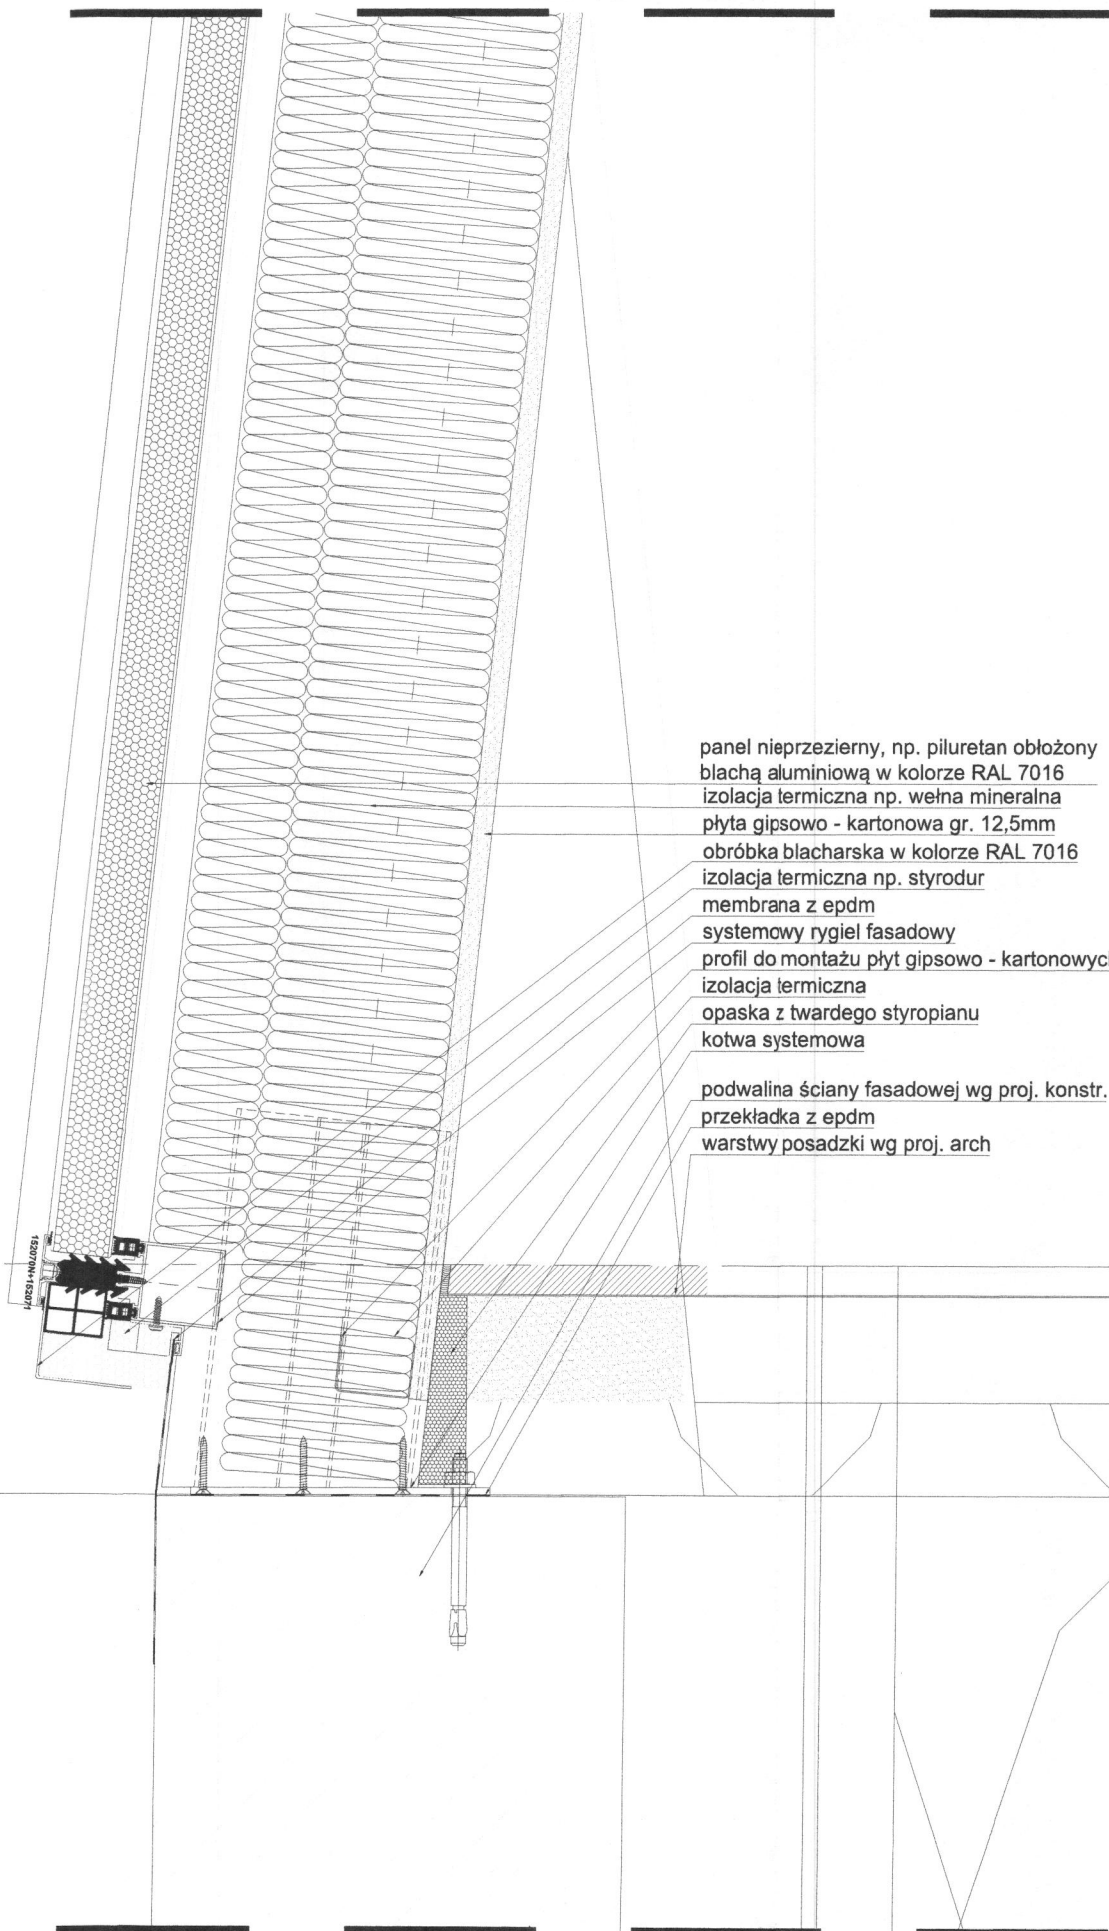 panel nieprzezierny, np. piluretan obłożony
blachą aluminiową w kolorze RAL 7016
izolacja termiczna np. wełna mineralna
płyta gipsowo - kartonowa gr. 12,5mm
obróbka blacharska w kolorze RAL 7016
izolacja termiczna np. styrodur
membrana z epdm
systemowy rygiel fasadowy
profil do montażu płyt gipsowo - kartonowych
izolacja termiczna
opaska z twardego styropianu
kotwa systemowa
podwalina ściany fasadowej wg proj. konstr.
przekładka z epdm
warstwy posadzki wg proj. arch
152070N+152071